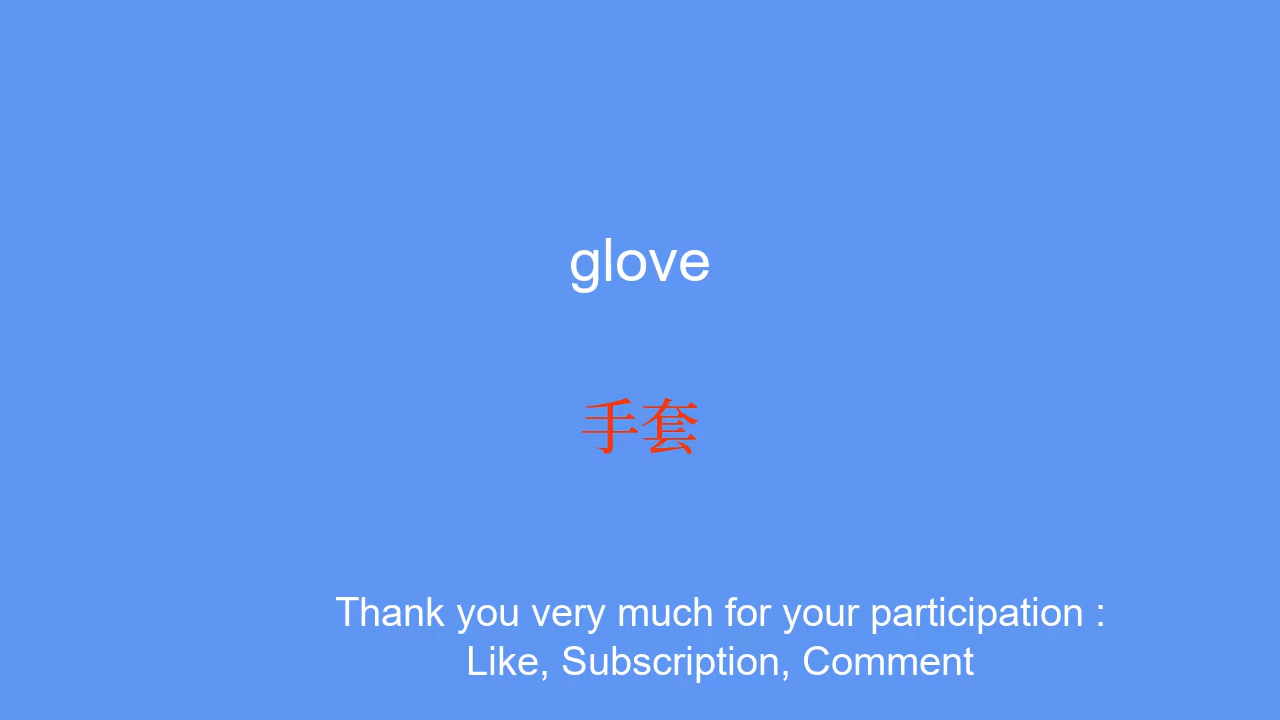 glove
手套
Thank you very much for your participation :
Like, Subscription, Comment